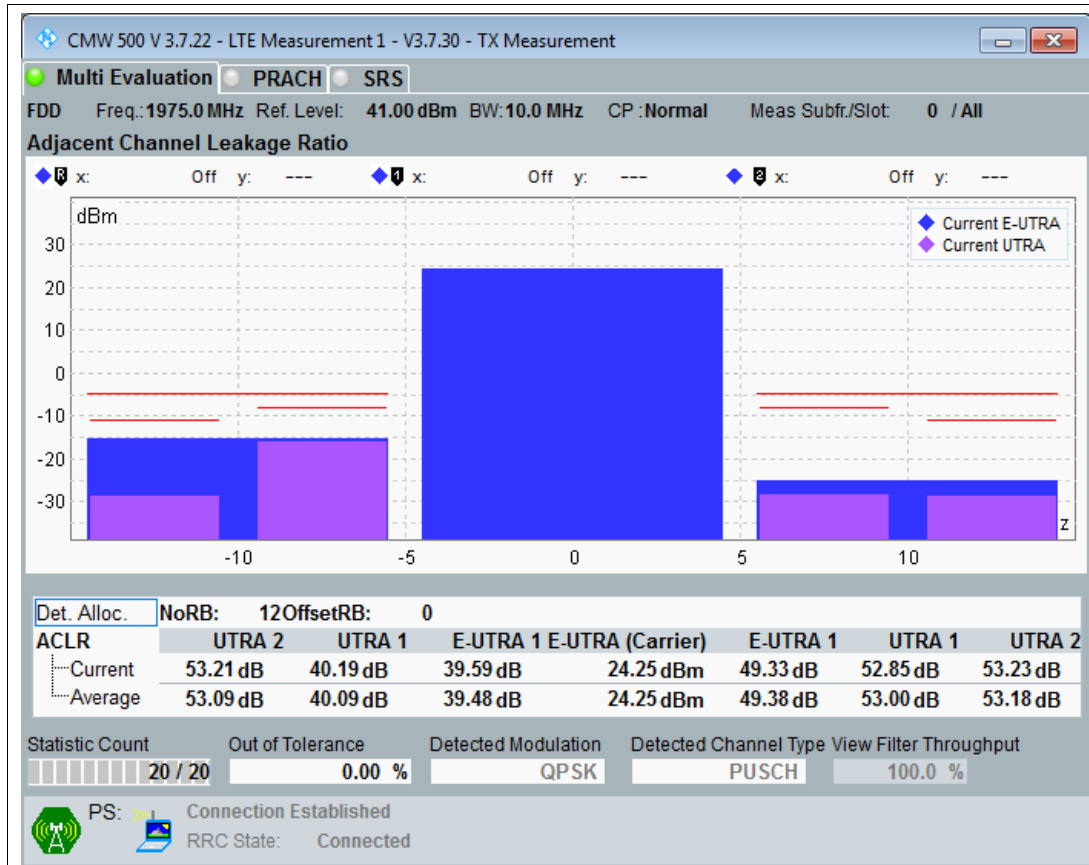 CMW 500 V 3.7.22 - LTE Measurement 1 - V3.7.30 - TX Measurement
Multi Evaluation PRACH SRS
FDD Freq.: 1975.0 MHz Ref. Level: 41.00 dBm BW: 10.0 MHz CP : Normal Meas Subfr./Slot: 0 / All
Adjacent Channel Leakage Ratio
R x: Off y: --- 1 x: Off y: --- 2 x: Off y: ---
dBm
Current E-UTRA
Current UTRA
30
20
10
0
-10
-20
-30
z
-10 -5 0 5 10
Det. Alloc. NoRB: 12 OffsetRB: 0
ACLR UTRA 2 UTRA 1 E-UTRA 1 E-UTRA (Carrier) E-UTRA 1 UTRA 1 UTRA 2
Current 53.21 dB 40.19 dB 39.59 dB 24.25 dBm 49.33 dB 52.85 dB 53.23 dB
Average 53.09 dB 40.09 dB 39.48 dB 24.25 dBm 49.38 dB 53.00 dB 53.18 dB
Statistic Count Out of Tolerance Detected Modulation Detected Channel Type View Filter Throughput
20 / 20 0.00 % QPSK PUSCH 100.0 %
PS: Connection Established
RRC State: Connected